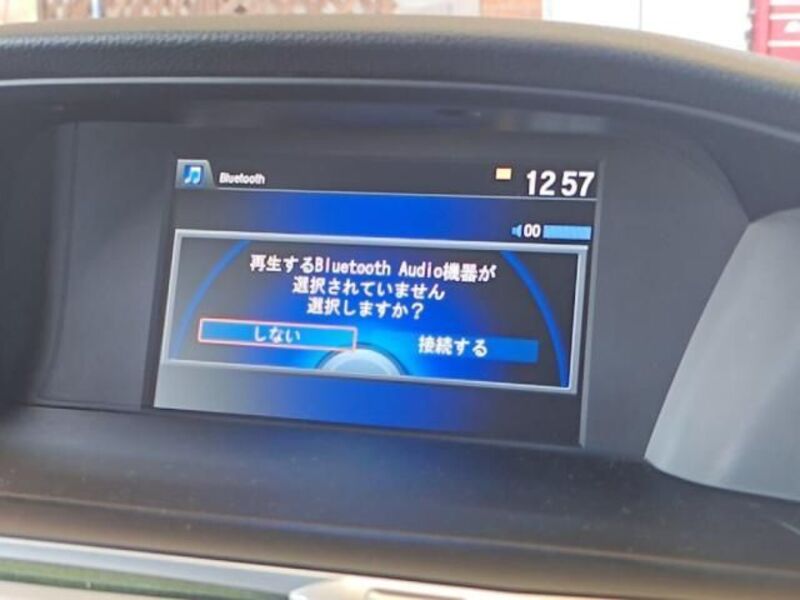 Bluetooth
12 57
00
再生するBluetooth Audio機器が
選択されていません
選択しますか？
しない
接続する